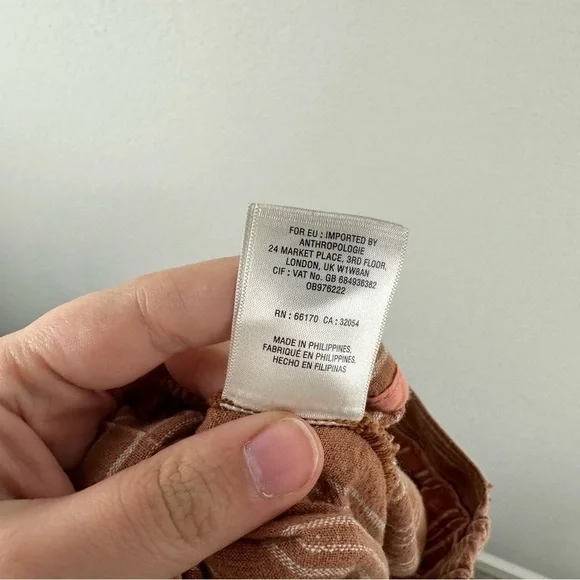 FOR EU : IMPORTED BY
ANTHROPOLOGIE
24 MARKET PLACE, 3RD FLOOR,
LONDON, UK W1W8AN
CIF : VAT No. GB 684936382
OB976222
RN : 66170 CA : 32054
MADE IN PHILIPPINES,
FABRIQUÉ EN PHILIPPINES.
HECHO EN FILIPINAS